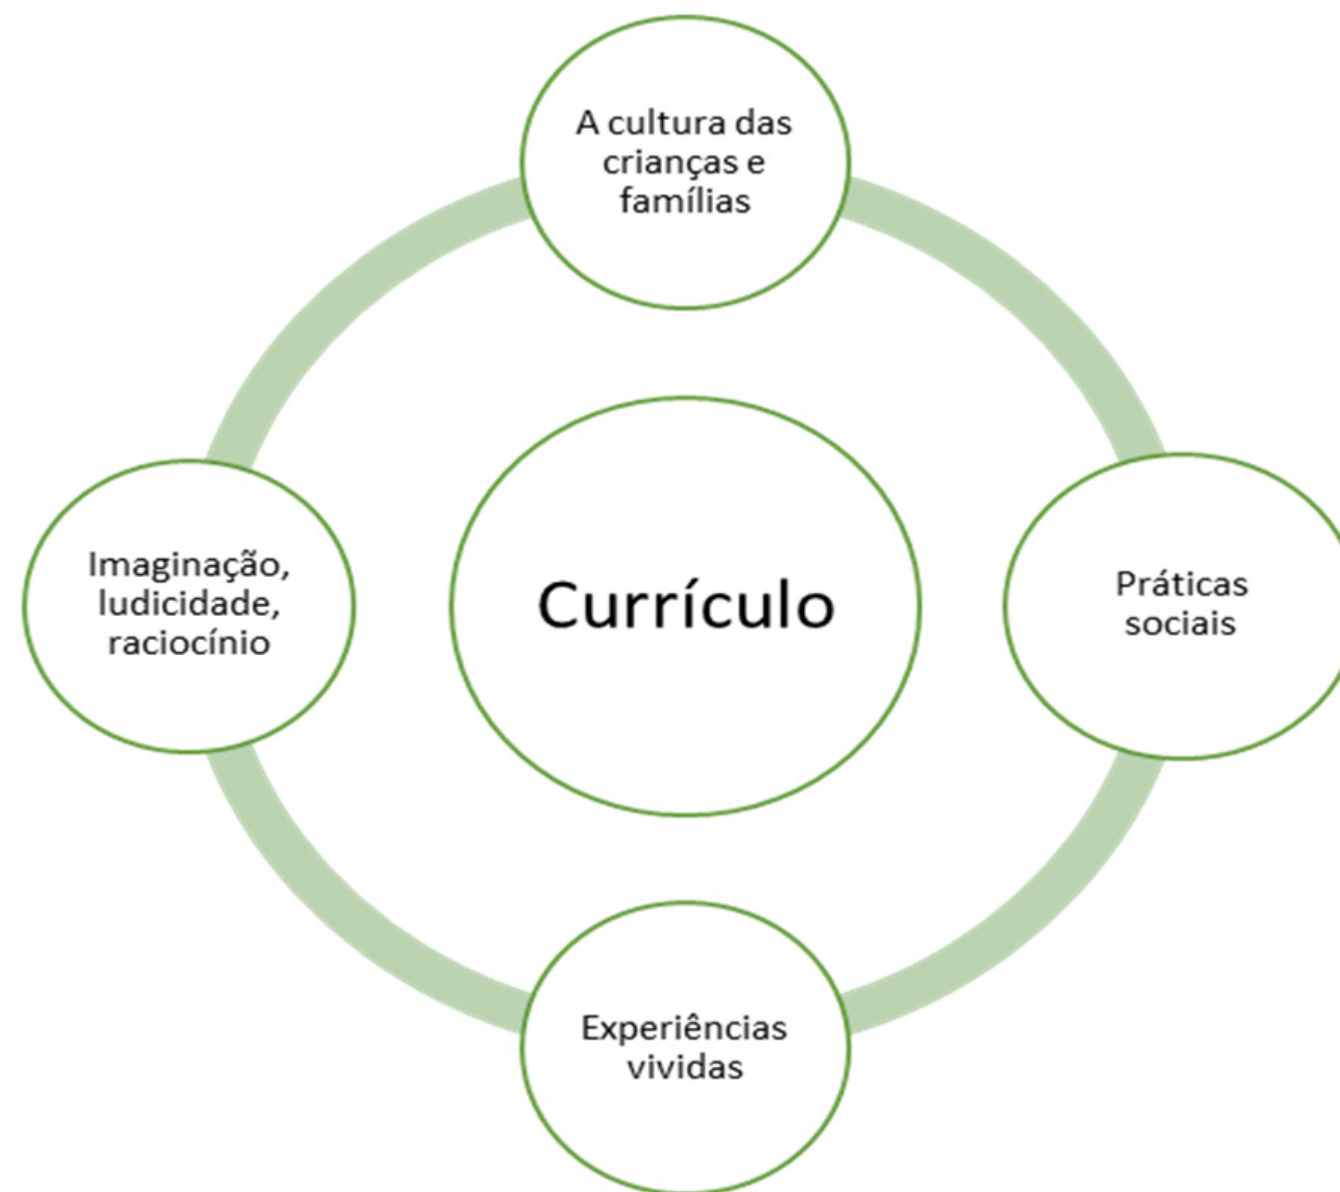 A cultura das
crianças e
famílias
Imaginação,
ludicidade,
raciocínio
Currículo
Práticas
sociais
Experiências
vividas